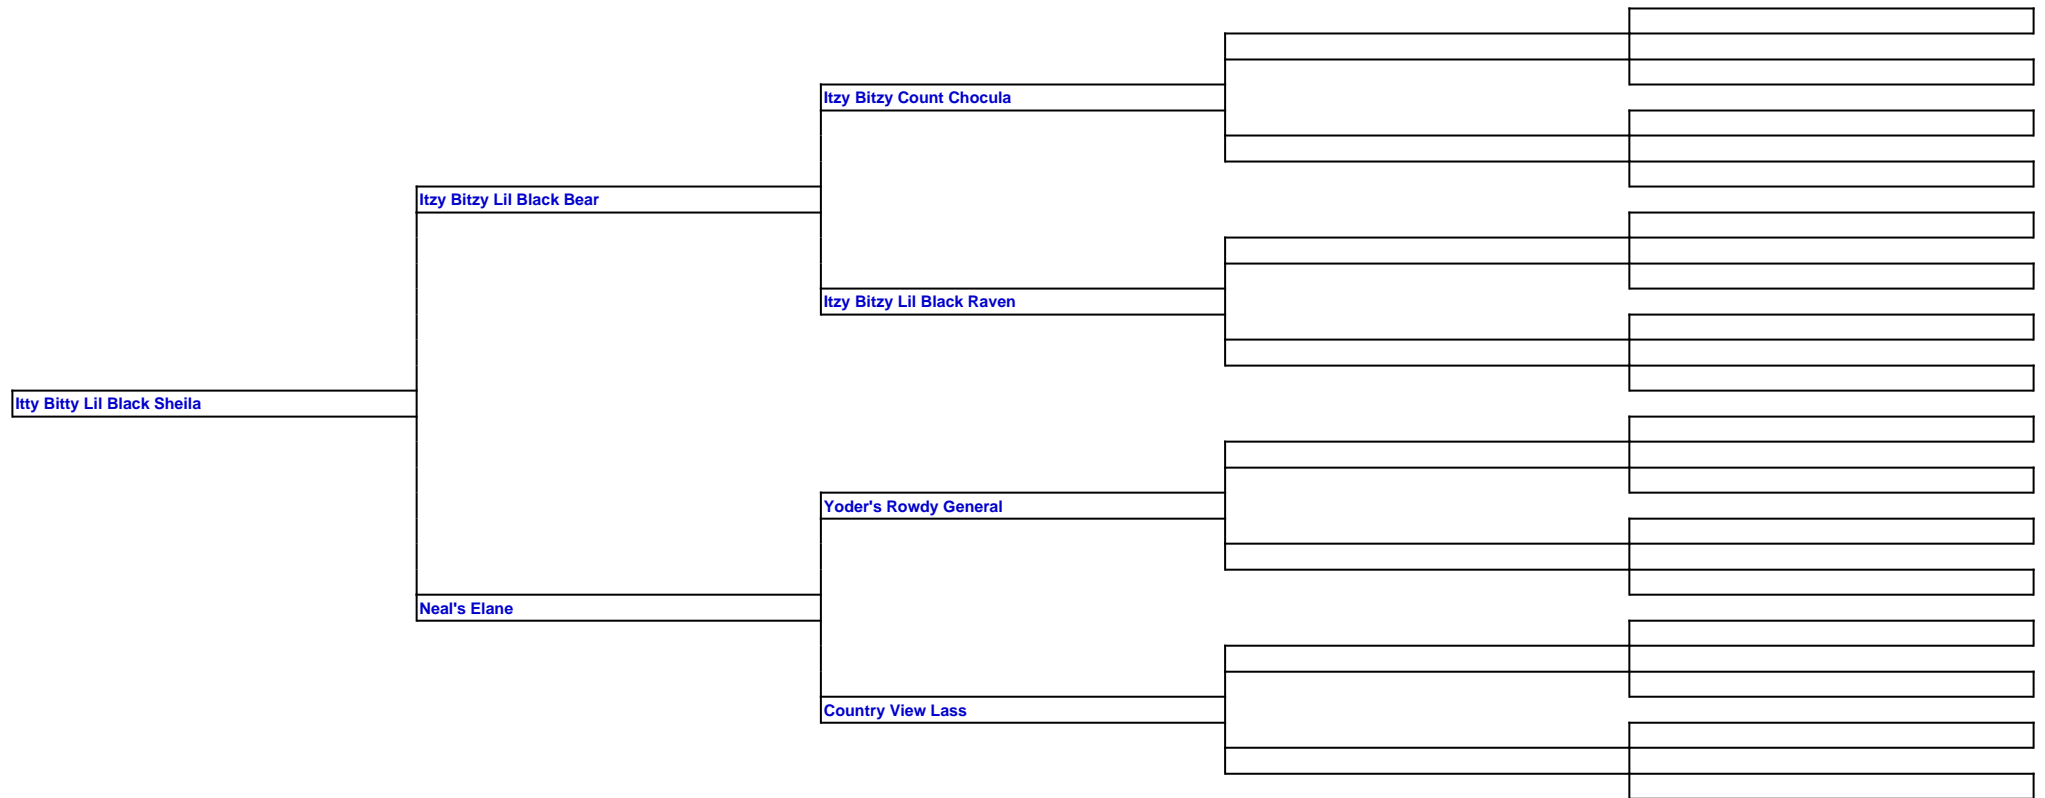 Itzy Bitzy Count Chocula
Itzy Bitzy Lil Black Bear
Itzy Bitzy Lil Black Raven
Itty Bitty Lil Black Sheila
Yoder's Rowdy General
Neal's Elane
Country View Lass